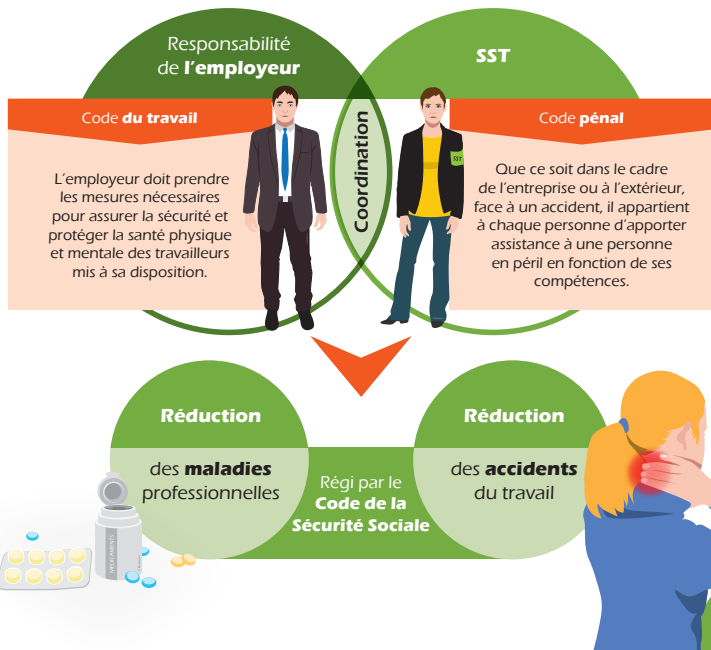 Responsabilité
de l'employeur
SST
Code du travail
Code pénal
L'employeur doit prendre
les mesures nécessaires
pour assurer la sécurité et
protéger la santé physique
et mentale des travailleurs
mis à sa disposition.
Coordination
SST
Que ce soit dans le cadre
de l'entreprise ou à l'extérieur,
face à un accident, il appartient
à chaque personne d'apporter
assistance à une personne
en péril en fonction de ses
compétences.
Réduction
des maladies
professionnelles
Régi par le
Code de la
Sécurité Sociale
Réduction
des accidents
du travail
MEDICAMENTS